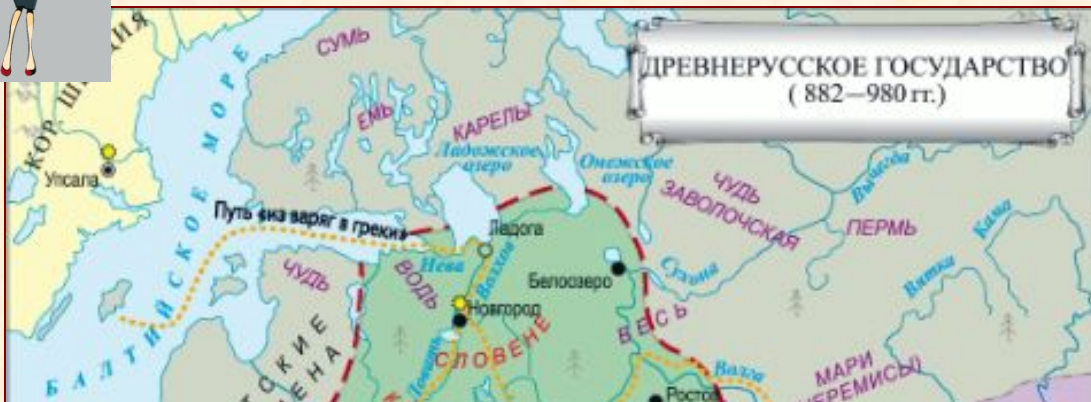 ДРЕВНЕРУССКОЕ ГОСУДАРСТВО
( 882—980 гг.)
КОР
СУМЬ
ЕМЬ
КАРЕЛЫ
Ладожское
озеро
Онежское
озеро
ЧУДЬ
ЗАВОЛОЧСКАЯ
Вычегда
ПЕРМЬ
Кама
Вятка
Упсала
БАЛТИЙСКОЕ МОРЕ
Путь «из варяг в греки»
Ладога
Нева
Волхов
ВОДЬ
ЧУДЬ
Белоозеро
Сухона
Новгород
СЛОВЕНЕ
ВЕСЬ
Ловать
Волга
Ростов
МАРИ
(ЧЕРЕМИСЫ)